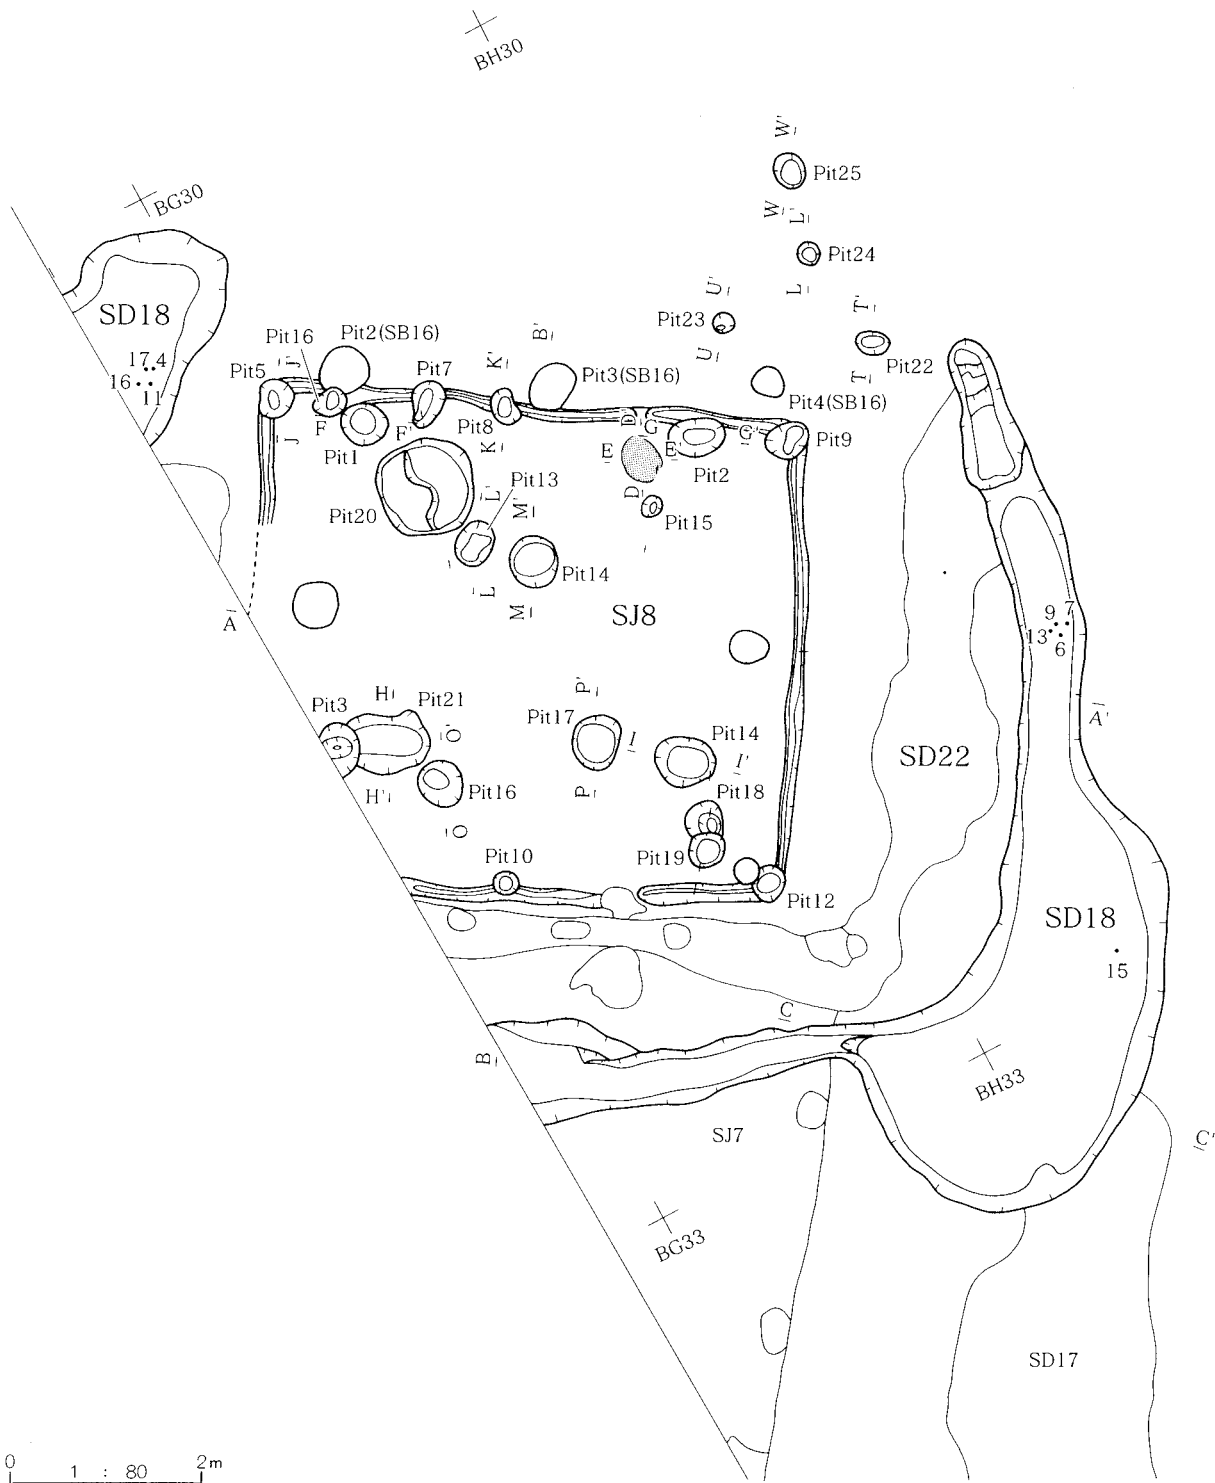 BH30
W'
Pit25
BG30
W
L'
Pit24
SD18
U'
L
T'
Pit23
Pit16
Pit2(SB16)
B'
U
Pit22
17 4
J'
Pit7
K'
Pit3(SB16)
T
16
11
Pit5
Pit4(SB16)
J
F
F'
Pit8
D'
G
G'
Pit9
Pit1
K
E
E'
Pit2
Pit13
D
Pit20
L'
M'
Pit15
Pit14
L
M
SJ8
A
9 7
13
6
H
Pit21
P'
Pit3
Pit17
Pit14
A'
O'
I
I'
SD22
H'
Pit16
P
Pit18
O
Pit10
Pit19
Pit12
SD18
15
C
B
BH33
SJ7
C'
BG33
SD17
0 2m
1 : 80